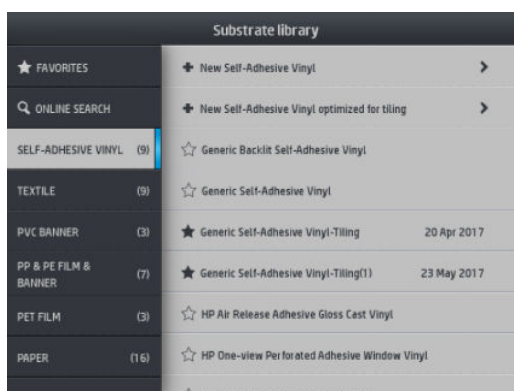 Substrate library
FAVORITES
ONLINE SEARCH
SELF-ADHESIVE VINYL (9)
TEXTILE (9)
PVC BANNER (3)
PP & PE FILM &
BANNER (7)
PET FILM (3)
PAPER (16)
New Self-Adhesive Vinyl
New Self-Adhesive Vinyl optimized for tiling
Generic Backlit Self-Adhesive Vinyl
Generic Self-Adhesive Vinyl
Generic Self-Adhesive Vinyl-Tiling 20 Apr 2017
Generic Self-Adhesive Vinyl-Tiling(1) 23 May 2017
HP Air Release Adhesive Gloss Cast Vinyl
HP One-view Perforated Adhesive Window Vinyl